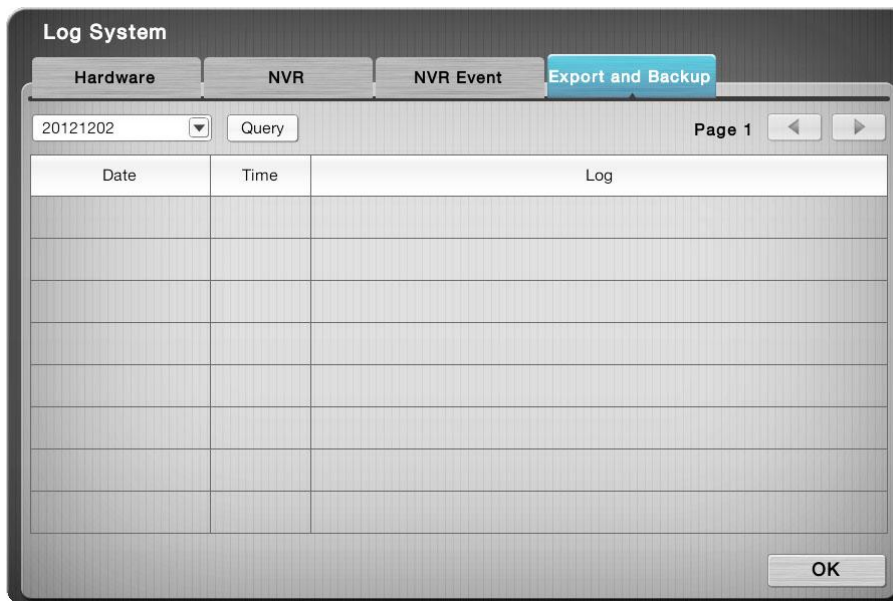 Log System
Hardware NVR NVR Event Export and Backup
20121202 Query Page 1
Date Time Log
OK